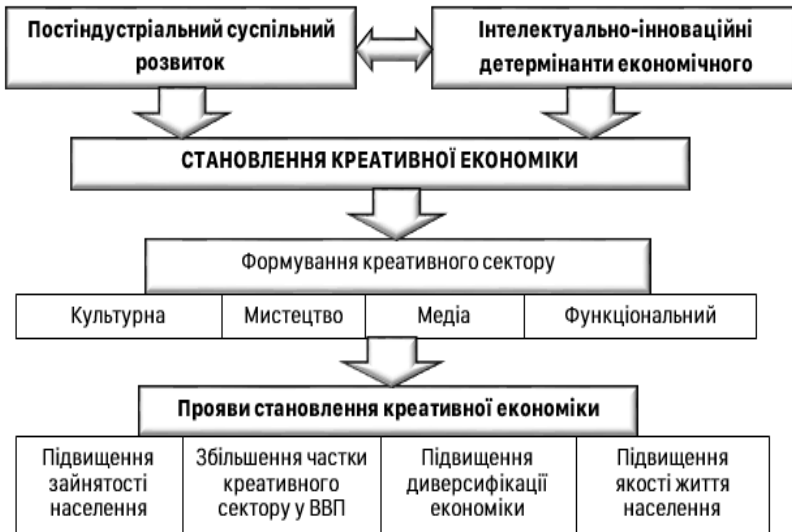 Постіндустріальний суспільний
розвиток
Інтелектуально-інноваційні
детермінанти економічного
СТАНОВЛЕННЯ КРЕАТИВНОЇ ЕКОНОМІКИ
Формування креативного сектору
Культурна
Мистецтво
Медіа
Функціональний
Прояви становлення креативної економіки
Підвищення
зайнятості
населення
Збільшення частки
креативного
сектору у ВВП
Підвищення
диверсифікації
економіки
Підвищення
якості життя
населення